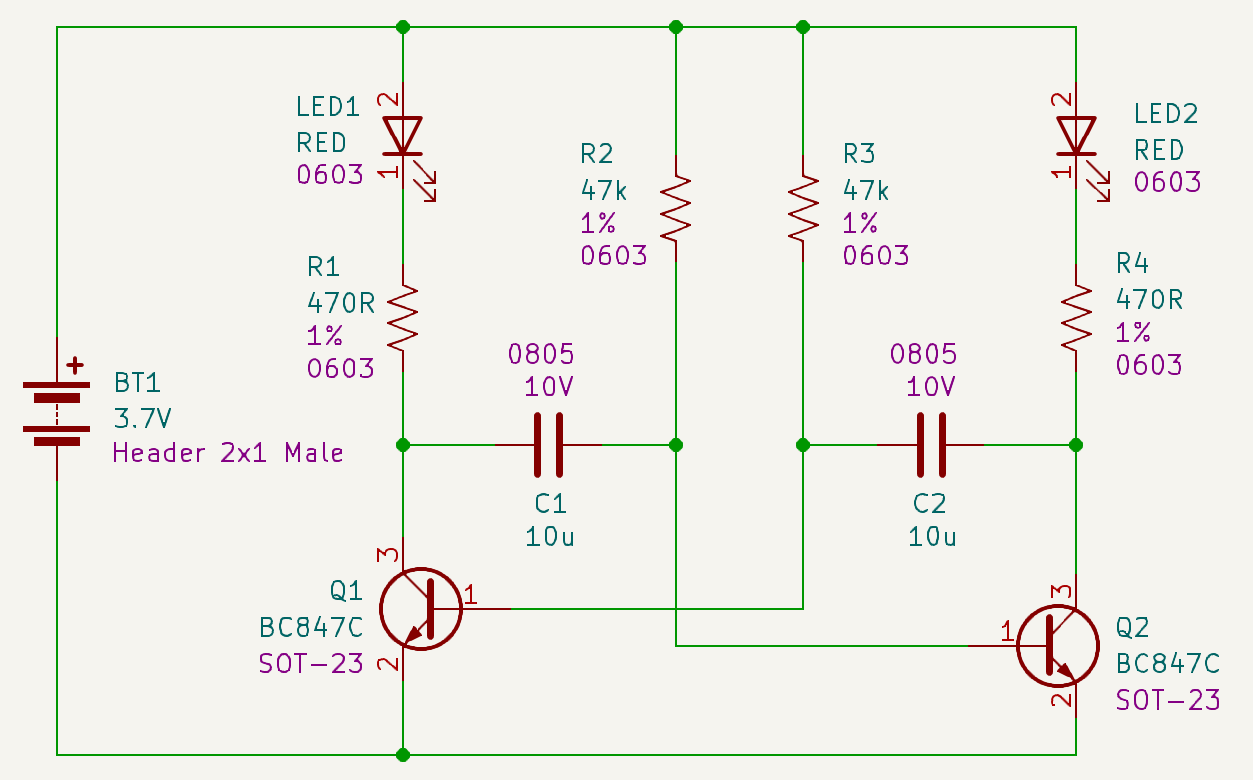 2
LED1
RED
0603
1
2
LED2
RED
0603
1
R2
47k
1%
0603
R3
47k
1%
0603
R1
470R
1%
0603
R4
470R
1%
0603
0805
10V
C1
10u
0805
10V
C2
10u
+
BT1
3.7V
Header 2x1 Male
3
Q1
BC847C
SOT-23
1
2
3
1
Q2
BC847C
SOT-23
2